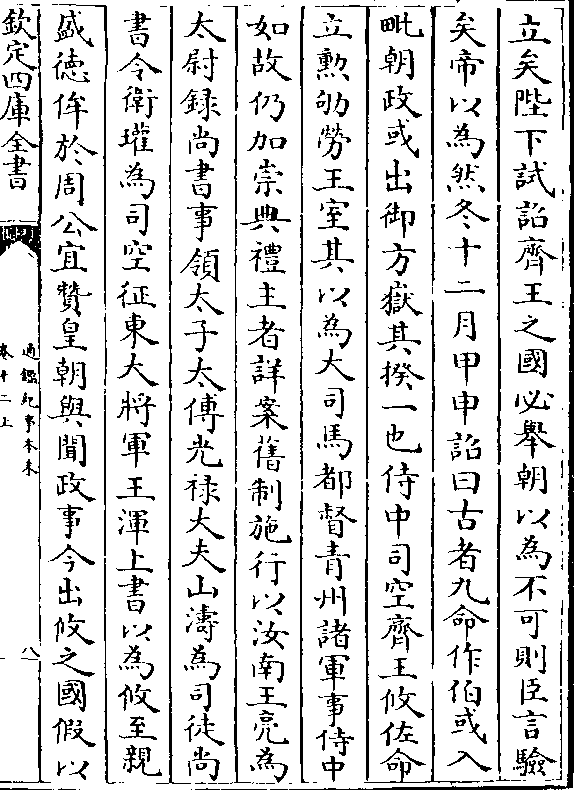 立矣陛下試詔齊王之國必舉朝以為不可則臣言驗
矣帝以為然冬十二月甲申詔曰古者九命作伯或入
毗朝政或出御方嶽其揆一也侍中司空齊王攸佐命
立勲劬勞王室其以為大司馬都督青州諸軍事侍中
如故仍加崇典禮主者詳案舊制施行以汝南王亮為
太尉録尚書事領太子太傅光禄大夫山濤為司徒尚
書令衛瓘為司空征東大將軍王渾上書以為攸至親
盛徳侔於周公宜贊皇朝與聞政事今出攸之國假以
欽定四庫全書
通鑑紀事本末
卷十二上
八